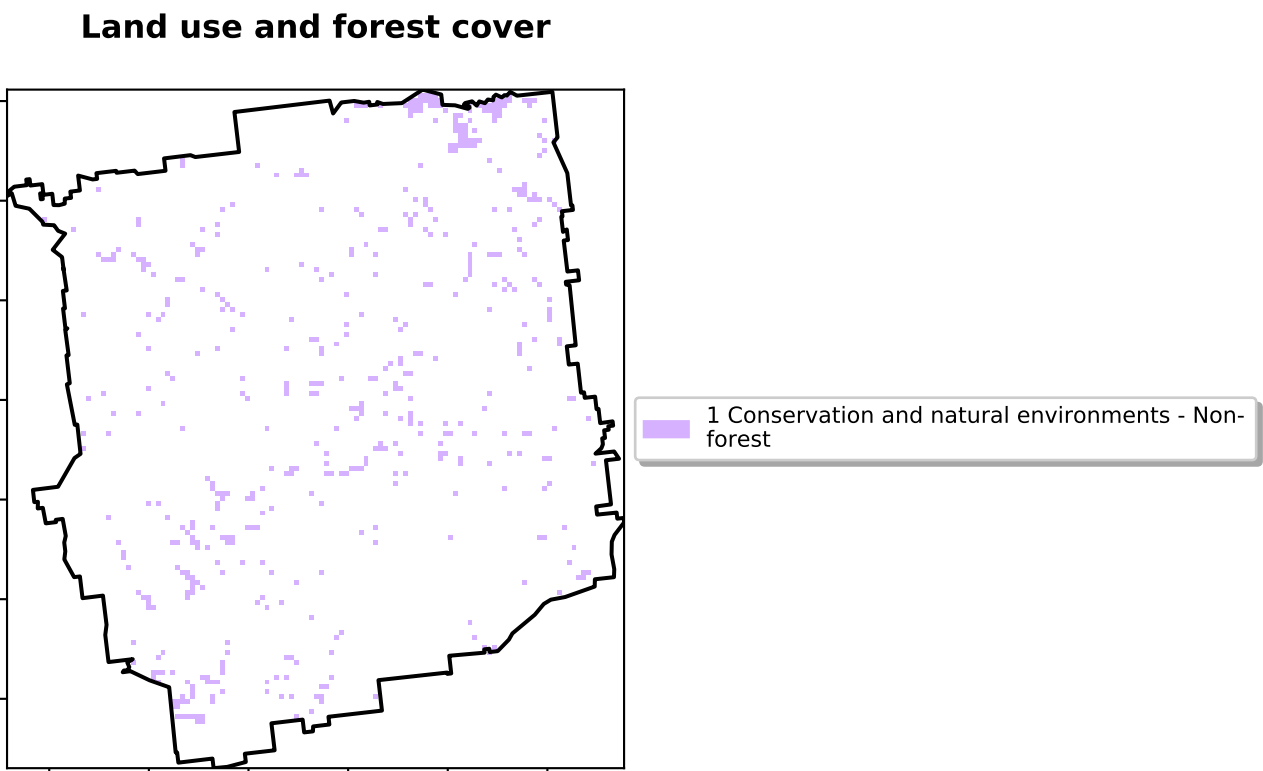 Land use and forest cover
1 Conservation and natural environments - Non-
forest